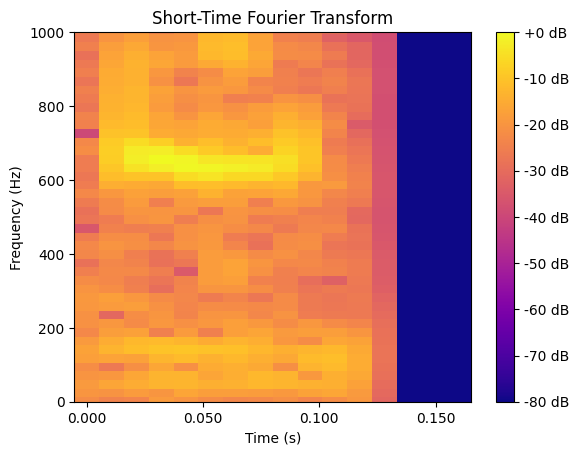 Short-Time Fourier Transform
Frequency (Hz)
1000
800
600
400
200
0
0.000
0.050
0.100
0.150
Time (s)
+0 dB
-10 dB
-20 dB
-30 dB
-40 dB
-50 dB
-60 dB
-70 dB
-80 dB